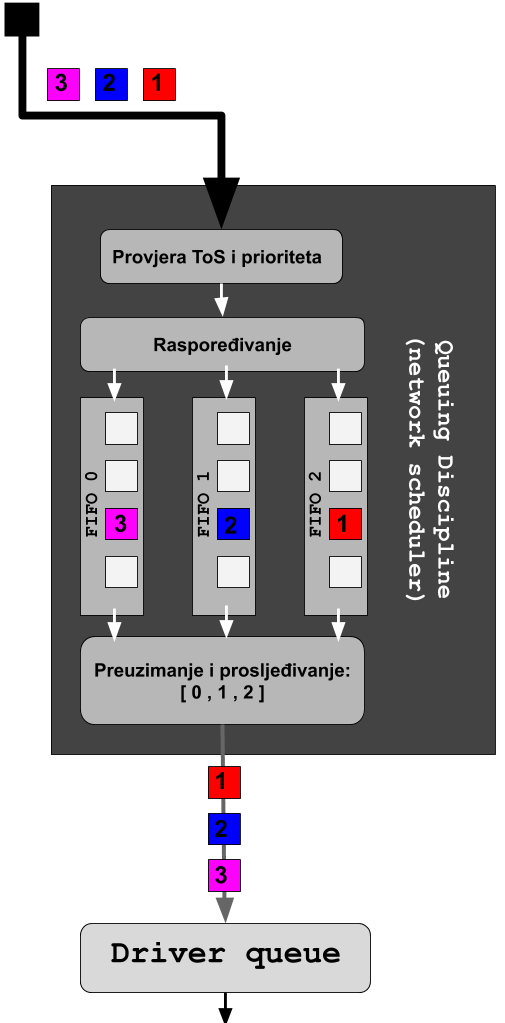 3 2 1
Provjera ToS i prioriteta
Raspoređivanje
FIFO 0
3
FIFO 1
2
FIFO 2
1
Queuing Discipline
(network scheduler)
Preuzimanje i prosljeđivanje:
[ 0 , 1 , 2 ]
1
2
3
Driver queue